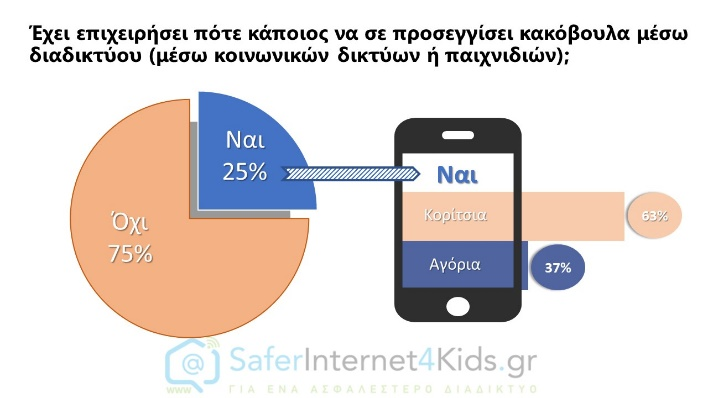 Έχει επιχειρήσει πότε κάποιος να σε προσεγγίσει κακόβουλα μέσω
διαδικτύου (μέσω κοινωνικών δικτύων ή παιχνιδιών);
Ναι
25%
Όχι
75%
Ναι
Κορίτσια
63%
Αγόρια
37%
@
www
SaferInternet4Kids.gr
ΓΙΑ ΕΝΑ ΑΣΦΑΛΕΣΤΕΡΟ ΔΙΑΔΙΚΤΥΟ